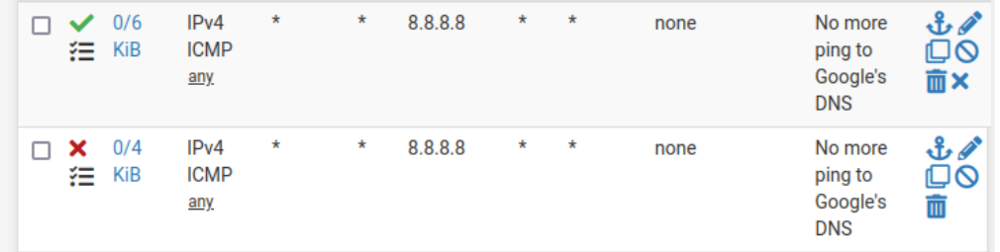 0/6 IPv4 * * 8.8.8.8 * * none No more
KiB ICMP ping to
any Google's
DNS
0/4 IPv4 * * 8.8.8.8 * * none No more
KiB ICMP ping to
any Google's
DNS